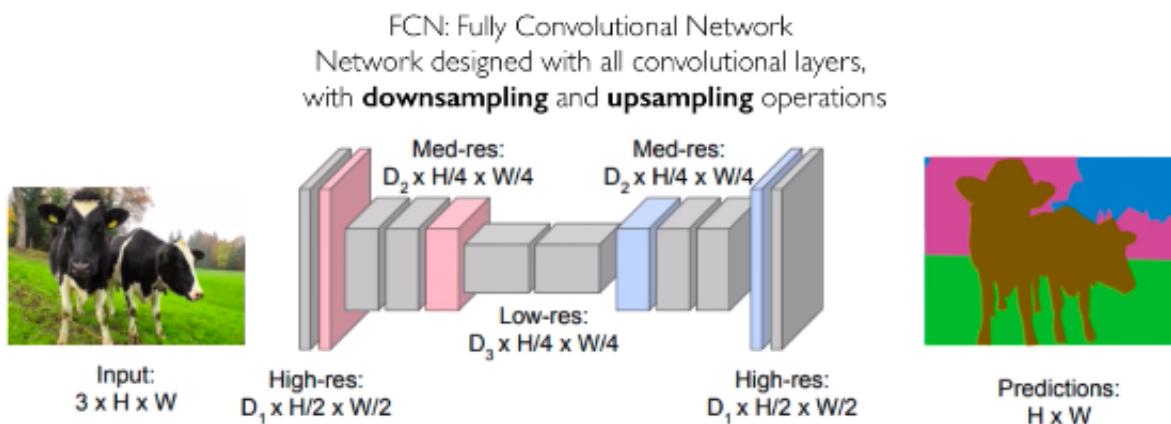 FCN: Fully Convolutional Network
Network designed with all convolutional layers,
with downsampling and upsampling operations
Med-res:
D₂ x H/4 x W/4
Med-res:
D₂ x H/4 x W/4
Low-res:
D₃ x H/4 x W/4
Input:
3 x H x W
High-res:
D₁ x H/2 x W/2
High-res:
D₁ x H/2 x W/2
Predictions:
H x W